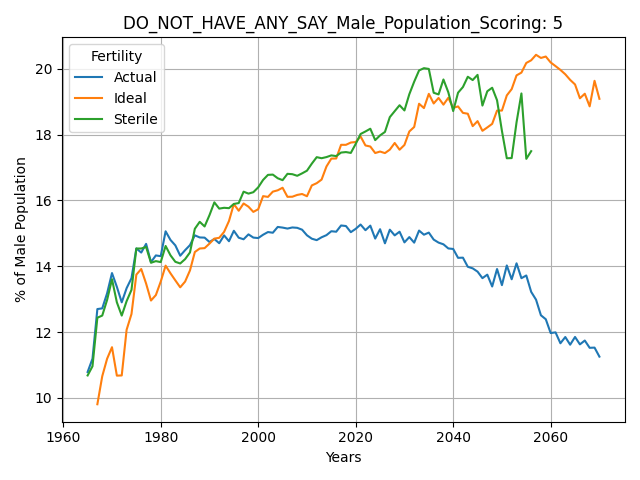 DO_NOT_HAVE_ANY_SAY_Male_Population_Scoring: 5
Fertility
Actual
Ideal
Sterile
% of Male Population
20
18
16
14
12
10
1960
1980
2000
2020
2040
2060
Years